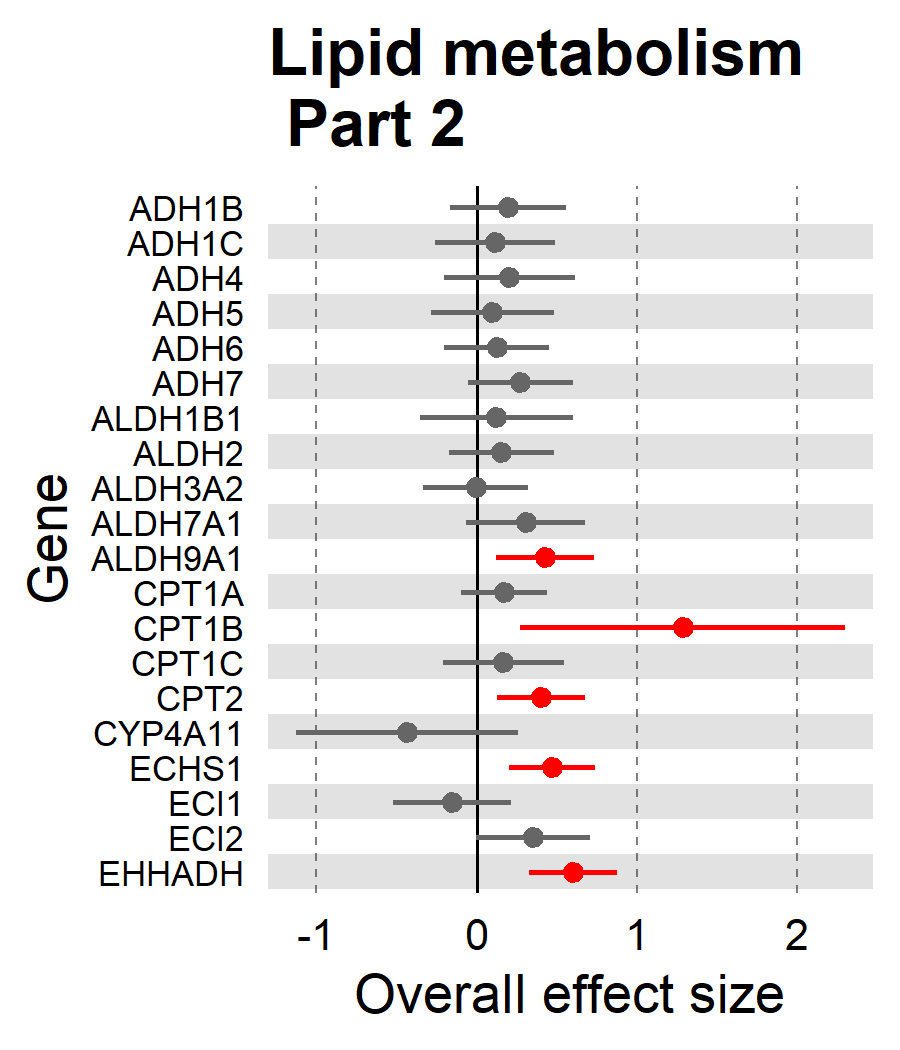 Lipid metabolism
Part 2
Gene
ADH1B
ADH1C
ADH4
ADH5
ADH6
ADH7
ALDH1B1
ALDH2
ALDH3A2
ALDH7A1
ALDH9A1
CPT1A
CPT1B
CPT1C
CPT2
CYP4A11
ECHS1
ECI1
ECI2
EHHADH
-1 0 1 2
Overall effect size